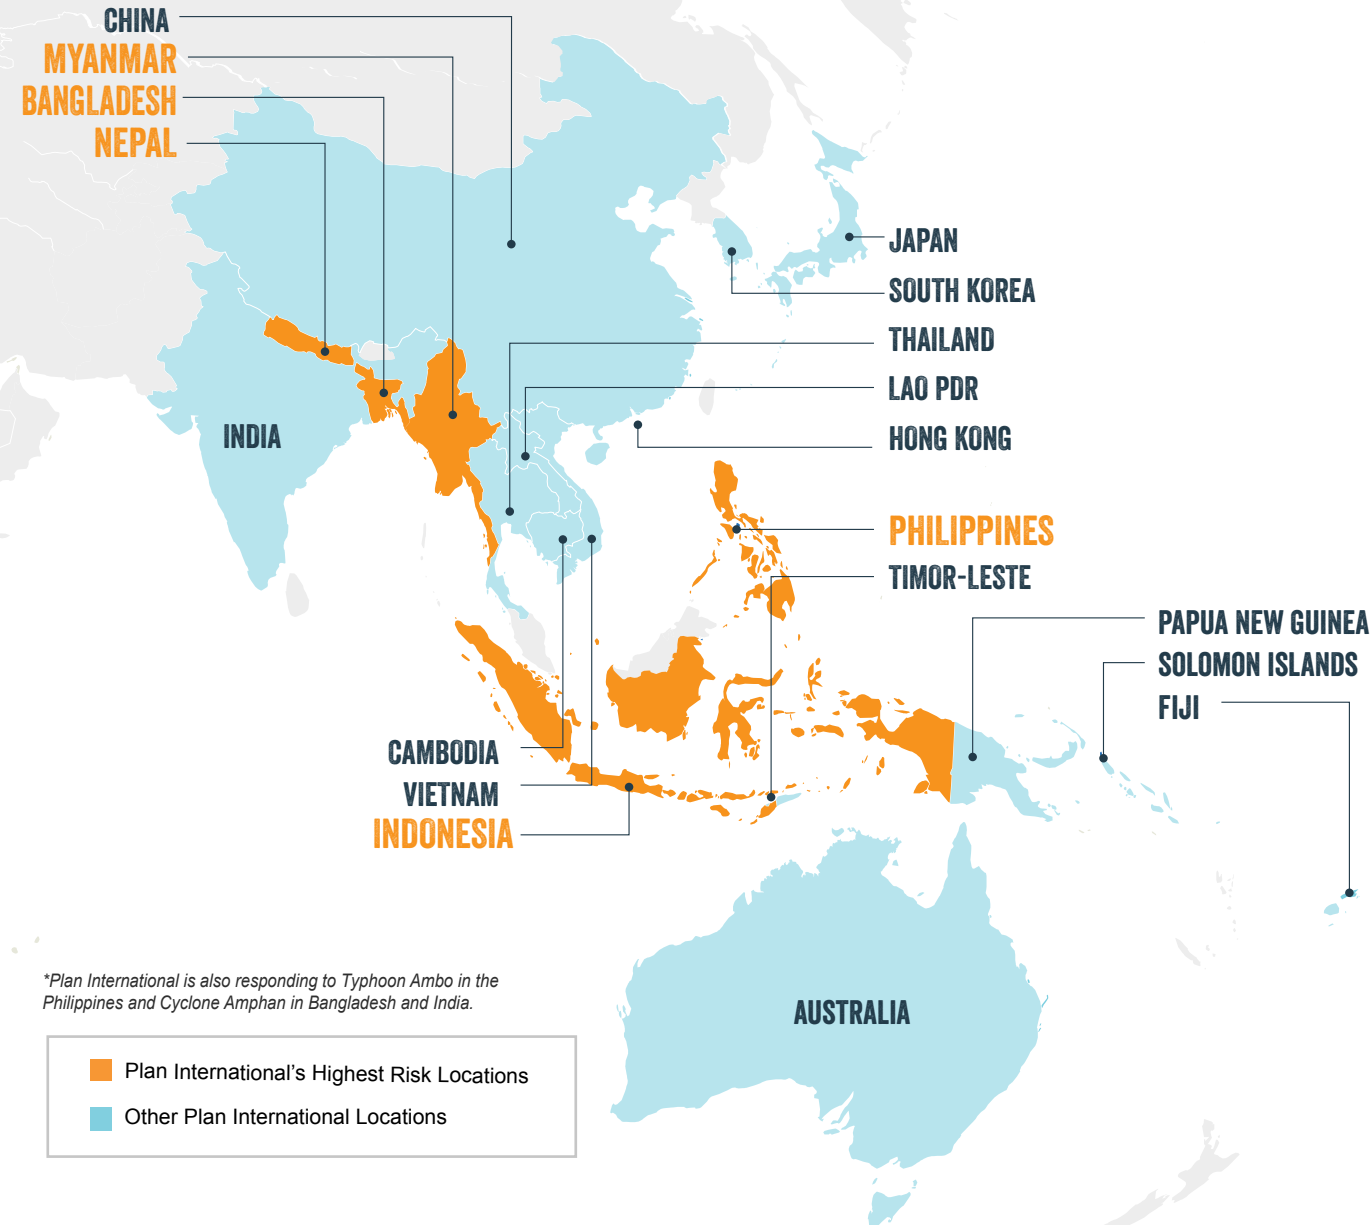 CHINA
MYANMAR
BANGLADESH
NEPAL
JAPAN
SOUTH KOREA
THAILAND
LAO PDR
HONG KONG
INDIA
PHILIPPINES
TIMOR-LESTE
PAPUA NEW GUINEA
SOLOMON ISLANDS
FIJI
CAMBODIA
VIETNAM
INDONESIA
*Plan International is also responding to Typhoon Ambo in the
Philippines and Cyclone Amphan in Bangladesh and India.
AUSTRALIA
Plan International’s Highest Risk Locations
Other Plan International Locations